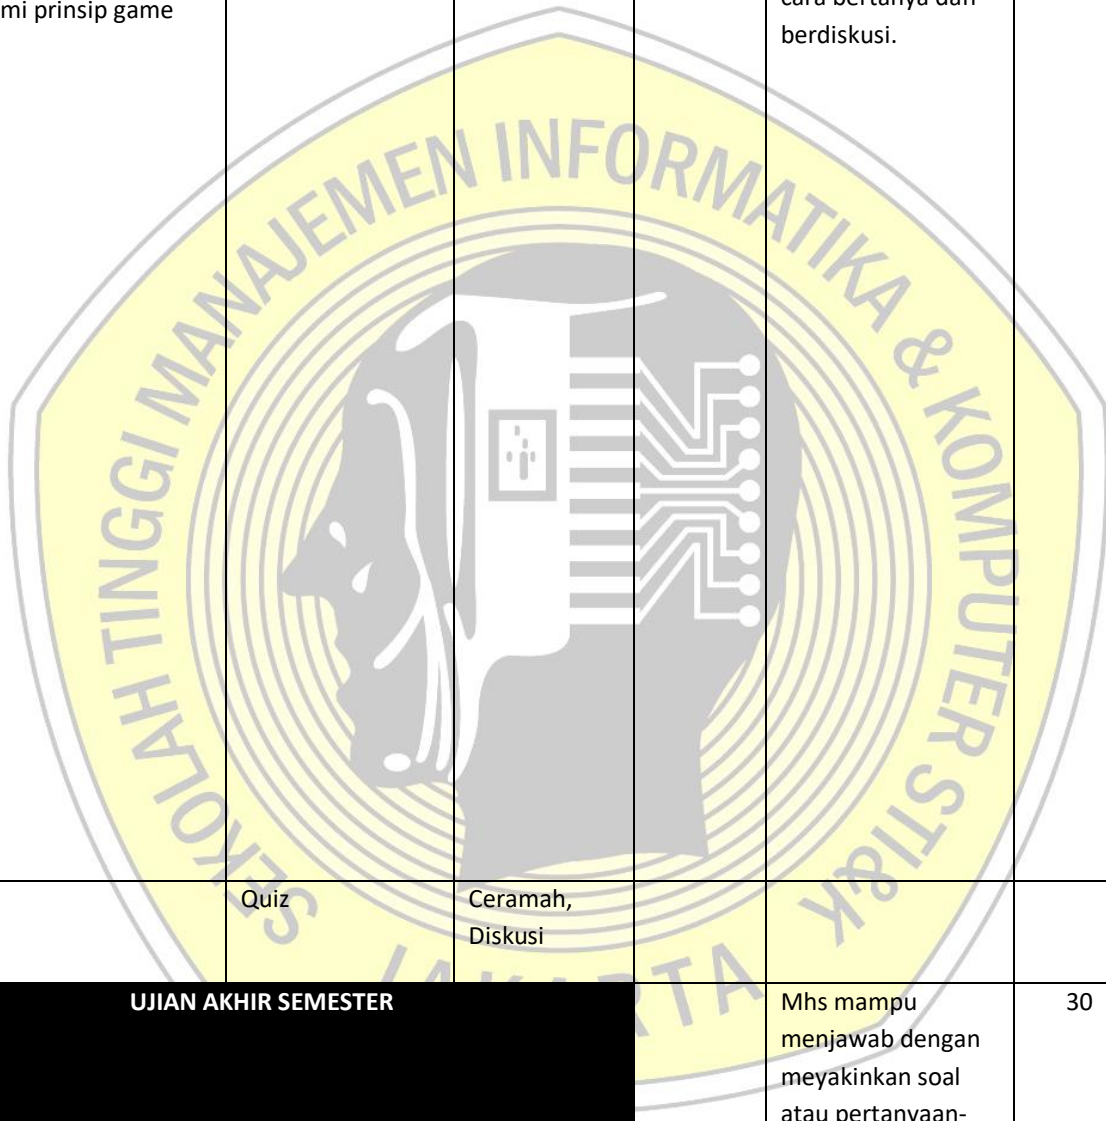 mi prinsip game
cara bertanya dan
berdiskusi.
SEKOLAH TINGGI MANAJEMEN INFORMATIKA & KOMPUTER STI&K
JAKARTA
Quiz
Ceramah,
Diskusi
UJIAN AKHIR SEMESTER
Mhs mampu
menjawab dengan
meyakinkan soal
atau pertanyaan-
30